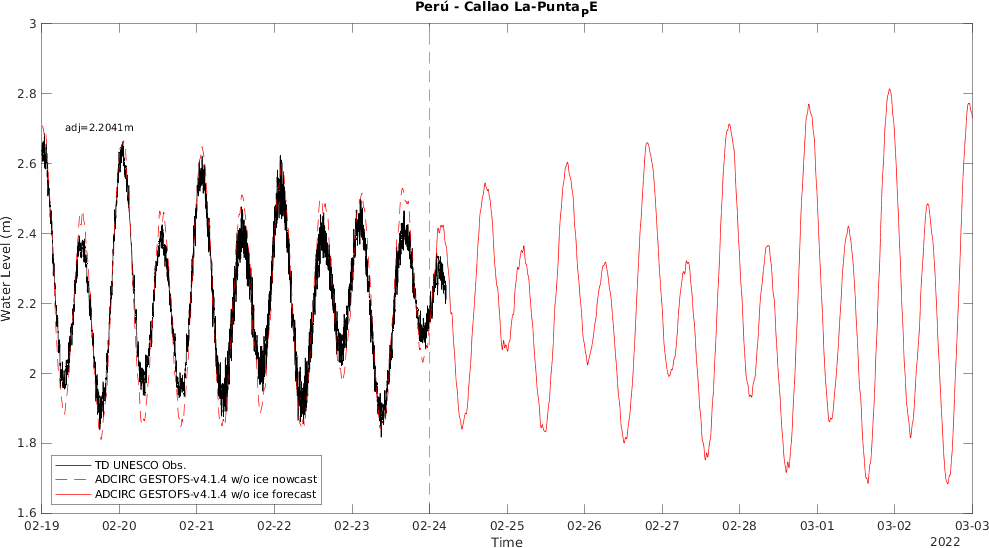 Perú - Callao La-PuntapE
3
2.8
2.6
2.4
2.2
2
1.8
1.6
Water Level (m)
adj=2.2041m
TD UNESCO Obs.
ADCIRC GESTOFS-v4.1.4 w/o ice nowcast
ADCIRC GESTOFS-v4.1.4 w/o ice forecast
02-19 02-20 02-21 02-22 02-23 02-24 02-25 02-26 02-27 02-28 03-01 03-02 03-03
Time
2022